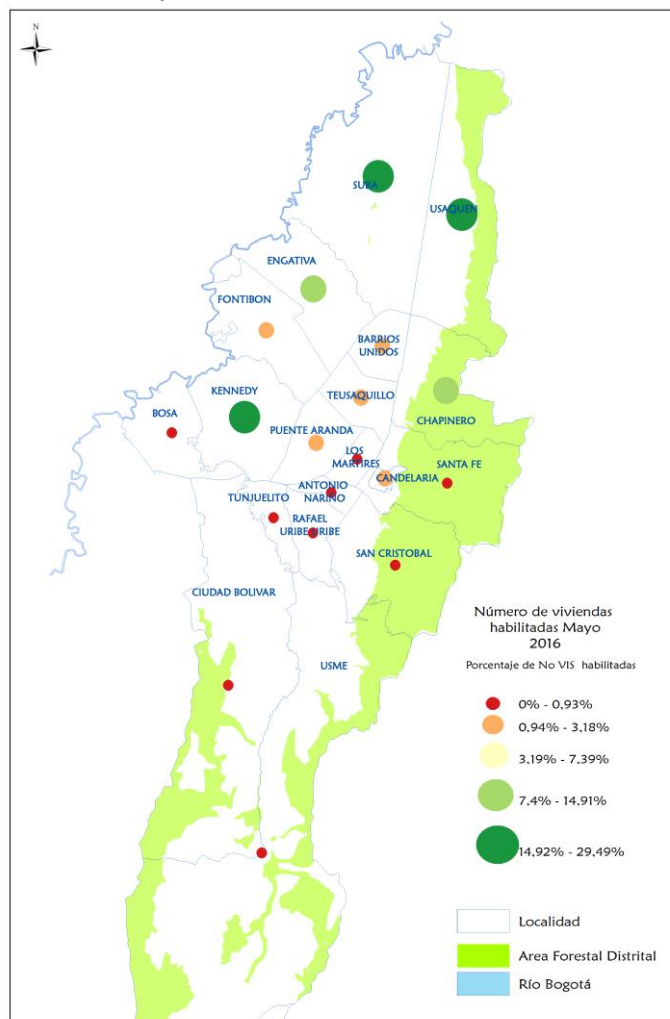 N
SUBA
USAQUEN
ENGATIVA
FONTIBON
BARRIOS
UNIDOS
KENNEDY
TEUSAQUILLO
BOSA
CHAPINERO
PUENTE ARANDA
LOS
MARTIRES
SANTA FE
CANDELARIA
ANTONIO
NARIÑO
TUNJUELITO
RAFAEL
URIBE URIBE
SAN CRISTOBAL
CIUDAD BOLIVAR
USME
Número de viviendas
habilitadas Mayo
2016
Porcentaje de No VIS habilitadas
0% - 0,93%
0,94% - 3,18%
3,19% - 7,39%
7,4% - 14,91%
14,92% - 29,49%
Localidad
Area Forestal Distrital
Río Bogotá